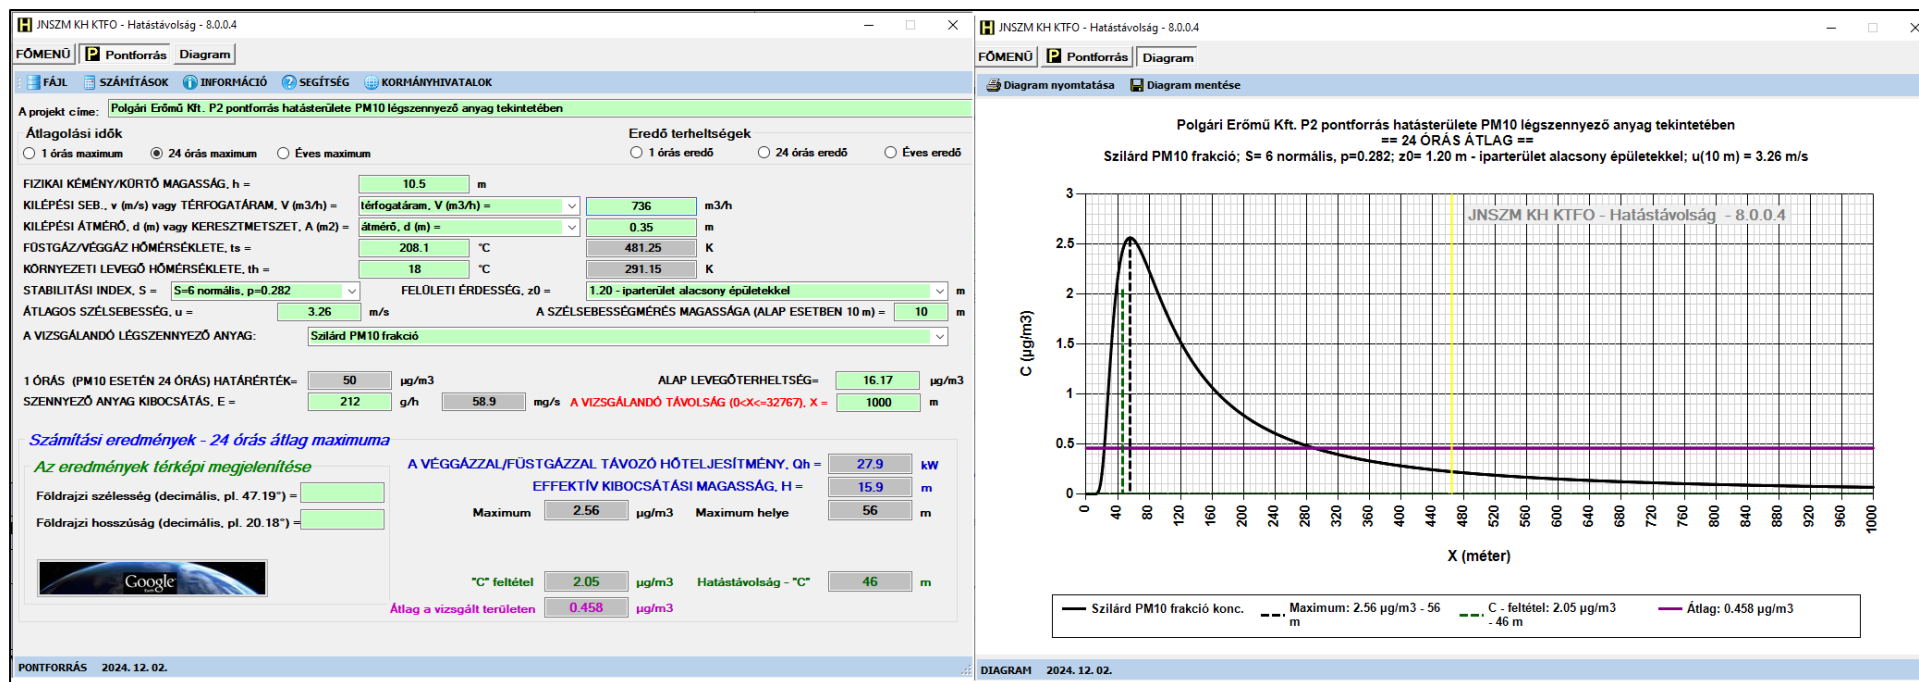 JNSZM KH KTFO - Hatástávolság - 8.0.0.4
FŐMENÜ P Pontforrás Diagram
FÁJL SZÁMÍTÁSOK INFORMÁCIÓ SEGÍTSÉG KORMÁNYHIVATALOK
A projekt címe: Polgári Erőmű Kft. P2 pontforrás hatásterülete PM10 légszennyező anyag tekintetében
Átlagolási idők Eredő terheltségek
1 órás maximum 24 órás maximum Éves maximum 1 órás eredő 24 órás eredő Éves eredő
FIZIKAI KÉMÉNY/KÜRTŐ MAGASSÁG, h = 10.5 m
KILÉPÉSI SEB., v (m/s) vagy TÉRFOGATÁRAM, V (m3/h) = térfogatáram, V (m3/h) = 736 m3/h
KILÉPÉSI ÁTMÉRŐ, d (m) vagy KERESZTMETSZET, A (m2) = átmérő, d (m) = 0.35 m
FÜSTGÁZ/VÉGGÁZ HŐMÉRSÉKLETE, ts = 208.1 °C 481.25 K
KÖRNYEZETI LEVEGŐ HŐMÉRSÉKLETE, th = 18 °C 291.15 K
STABILITÁSI INDEX, S = S=6 normális, p=0.282 FELÜLETI ÉRDESSÉG, z0 = 1.20 - iparterület alacsony épületekkel m
ÁTLAGOS SZÉLSEBESSÉG, u = 3.26 m/s A SZÉLSEBESSÉGMÉRÉS MAGASSÁGA (ALAP ESETBEN 10 m) = 10 m
A VIZSGÁLANDÓ LÉGSZENNYEZŐ ANYAG: Szilárd PM10 frakció
1 ÓRÁS (PM10 ESETÉN 24 ÓRÁS) HATÁRÉRTÉK= 50 µg/m3 ALAP LEVEGŐTERHELTSÉG= 16.17 µg/m3
SZENNYEZŐ ANYAG KIBOCSÁTÁS, E = 212 g/h 58.9 mg/s A VIZSGÁLANDÓ TÁVOLSÁG (0<X<=32767), X = 1000 m
Számítási eredmények - 24 órás átlag maximuma
Az eredmények térképi megjelenítése
A VÉGGÁZZAL/FÜSTGÁZZAL TÁVOZÓ HŐTELJESÍTMÉNY, Qh = 27.9 kW
Földrajzi szélesség (decimális, pl. 47.19°) =
EFFEKTÍV KIBOCSÁTÁSI MAGASSÁG, H = 15.9 m
Földrajzi hosszúság (decimális, pl. 20.18°) =
Maximum 2.56 µg/m3 Maximum helye 56 m
Google
Earth
"C" feltétel 2.05 µg/m3 Hatástávolság - "C" 46 m
Átlag a vizsgált területen 0.458 µg/m3
PONTFORRÁS 2024. 12. 02.
JNSZM KH KTFO - Hatástávolság - 8.0.0.4
FŐMENÜ P Pontforrás Diagram
Diagram nyomtatása Diagram mentése
Polgári Erőmű Kft. P2 pontforrás hatásterülete PM10 légszennyező anyag tekintetében
== 24 ÓRÁS ÁTLAG ==
Szilárd PM10 frakció; S= 6 normális, p=0.282; z0= 1.20 m - iparterület alacsony épületekkel; u(10 m) = 3.26 m/s
JNSZM KH KTFO - Hatástávolság - 8.0.0.4
C (µg/m3)
3
2.5
2
1.5
1
0.5
0
0 40 80 120 160 200 240 280 320 360 400 440 480 520 560 600 640 680 720 760 800 840 880 920 960 1000
X (méter)
Szilárd PM10 frakció konc. Maximum: 2.56 µg/m3 - 56 m C - feltétel: 2.05 µg/m3 - 46 m Átlag: 0.458 µg/m3
DIAGRAM 2024. 12. 02.